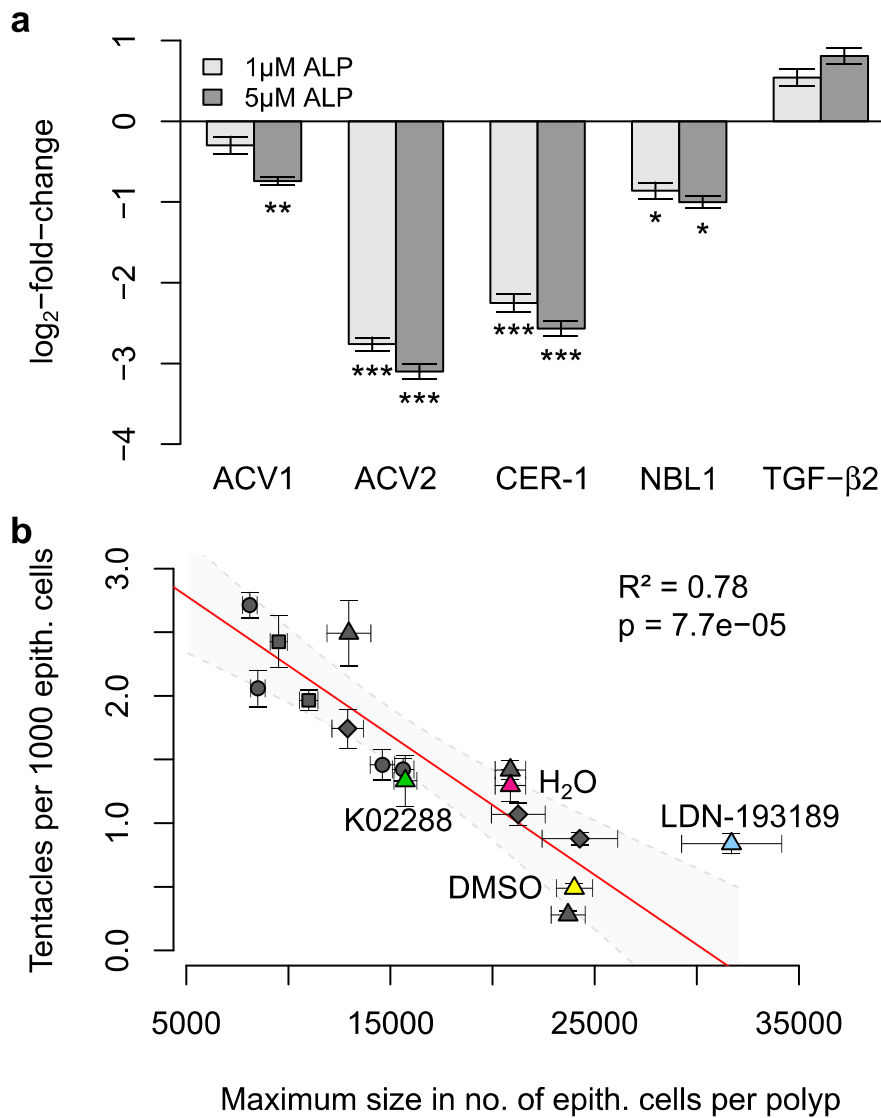 a
log₂−fold−change
1
0
−1
−2
−3
−4
1µM ALP
5µM ALP
**
***
***
***
***
*
*
ACV1 ACV2 CER-1 NBL1 TGF−β2
b
Tentacles per 1000 epith. cells
3.0
2.0
1.0
0.0
R² = 0.78
p = 7.7e−05
H₂O
K02288
LDN-193189
DMSO
5000 15000 25000 35000
Maximum size in no. of epith. cells per polyp